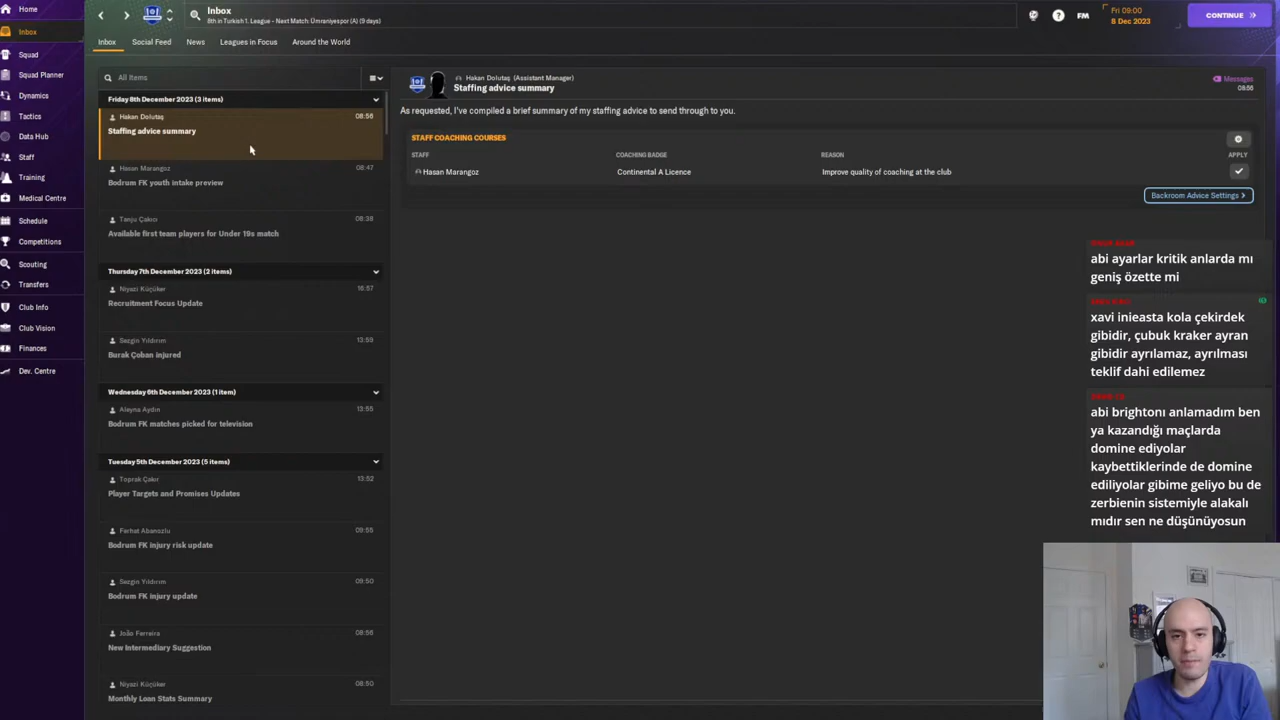 Home
Inbox
Squad
Squad Planner
Dynamics
Tactics
Data Hub
Staff
Training
Medical Centre
Schedule
Competitions
Scouting
Transfers
Club Info
Club Vision
Finances
Dev. Centre
Inbox
8th in Turkish 1. League - Next Match: Ümraniyespor (A) (9 days)
FM
Fri 09:00
8 Dec 2023
CONTINUE
Inbox
Social Feed
News
Leagues in Focus
Around the World
All Items
Friday 8th December 2023 (3 items)
Hakan Dolutaş 08:56
Staffing advice summary
Hasan Marangoz 08:47
Bodrum FK youth intake preview
Tanju Çakıcı 08:38
Available first team players for Under 19s match
Thursday 7th December 2023 (2 items)
Niyazi Küçüker 16:57
Recruitment Focus Update
Sezgin Yıldırım 13:59
Burak Çoban injured
Wednesday 6th December 2023 (1 item)
Aleyna Aydın 13:55
Bodrum FK matches picked for television
Tuesday 5th December 2023 (5 items)
Toprak Çakır 13:52
Player Targets and Promises Updates
Ferhat Abanozlu 09:55
Bodrum FK injury risk update
Sezgin Yıldırım 09:50
Bodrum FK injury update
João Ferreira 08:56
New Intermediary Suggestion
Niyazi Küçüker 08:50
Monthly Loan Stats Summary
Hakan Dolutaş (Assistant Manager)
Staffing advice summary
Messages
08:56
As requested, I've compiled a brief summary of my staffing advice to send through to you.
STAFF COACHING COURSES
STAFF COACHING BADGE REASON APPLY
Hasan Marangoz Continental A Licence Improve quality of coaching at the club
Backroom Advice Settings >
abi ayarlar kritik anlarda mı
geniş özette mi
xavi inieasta kola çekirdek
gibidir, çubuk kraker ayran
gibidir ayrılamaz, ayrılması
teklif dahi edilemez
abi brightonı anlamadım ben
ya kazandığı maçlarda
domine ediyolar
kaybettiklerinde de domine
ediliyolar gibime geliyo bu de
zerbienin sistemiyle alakalı
mıdır sen ne düşünüyosun